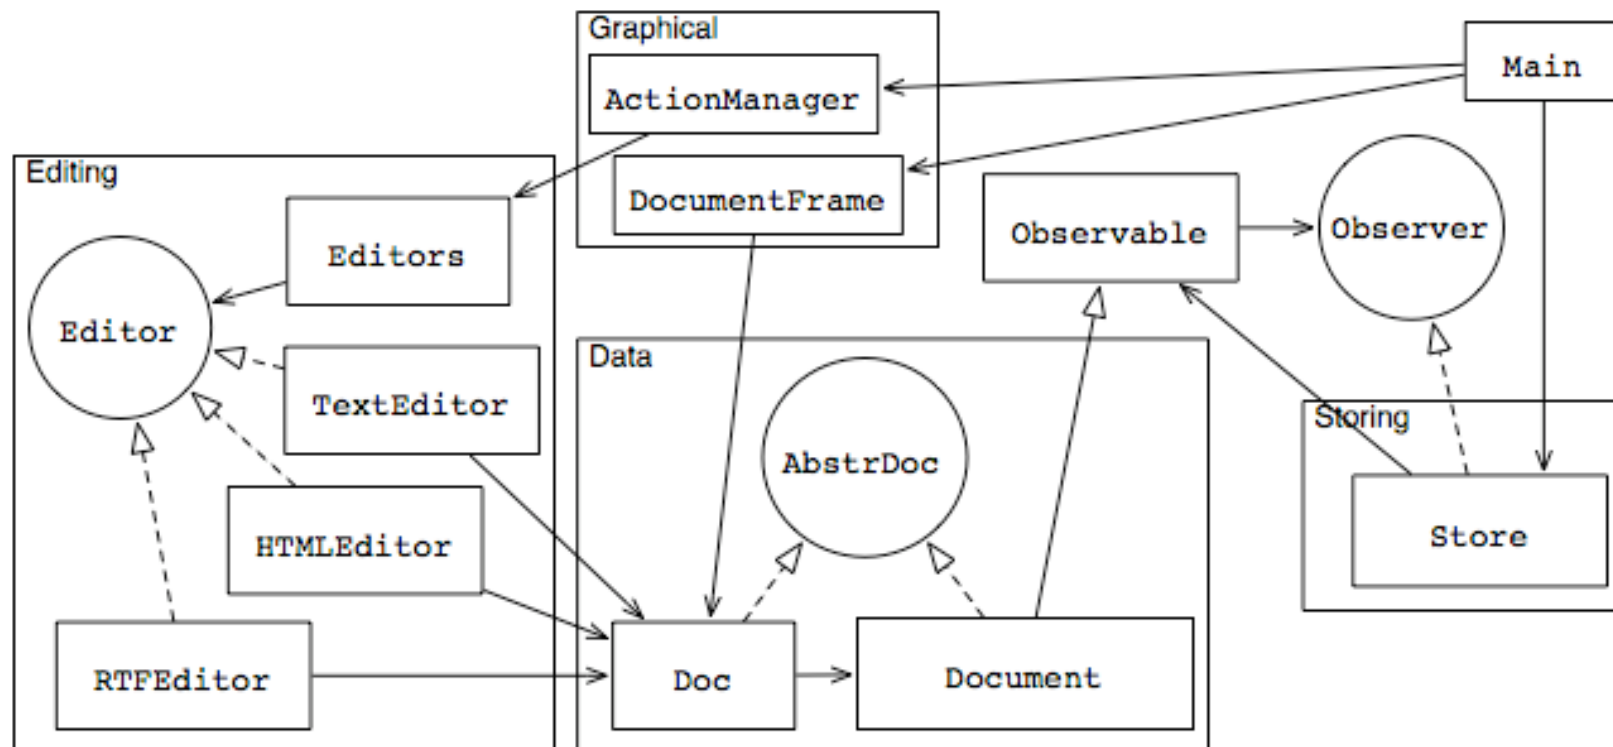 Graphical
Main
ActionManager
Editing
DocumentFrame
Observable
Observer
Editors
Editor
Data
TextEditor
Storing
AbstrDoc
HTMLEditor
Store
RTFEditor
Doc
Document